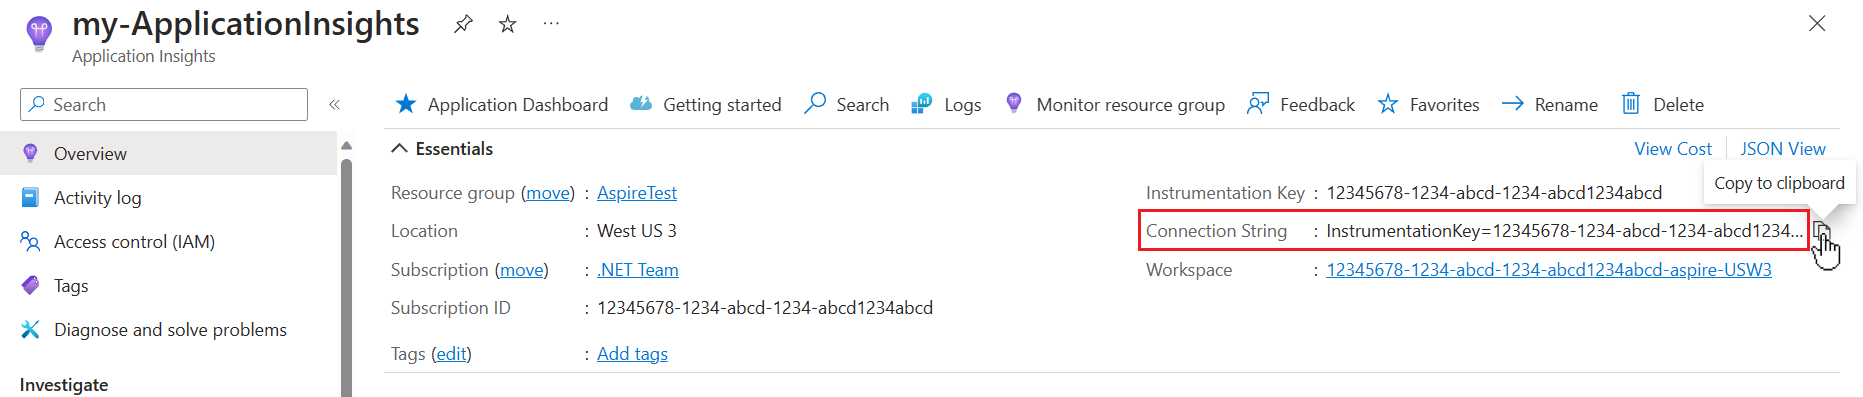 my-ApplicationInsights
Application Insights
Search
Application Dashboard Getting started Search Logs Monitor resource group Feedback Favorites Rename Delete
Overview
Activity log
Access control (IAM)
Tags
Diagnose and solve problems
Investigate
Essentials
View Cost JSON View
Copy to clipboard
Resource group (move) : AspireTest
Location : West US 3
Subscription (move) : .NET Team
Subscription ID : 12345678-1234-abcd-1234-abcd1234abcd
Tags (edit) : Add tags
Instrumentation Key : 12345678-1234-abcd-1234-abcd1234abcd
Connection String : InstrumentationKey=12345678-1234-abcd-1234-abcd1234...
Workspace : 12345678-1234-abcd-1234-abcd1234abcd-aspire-USW3